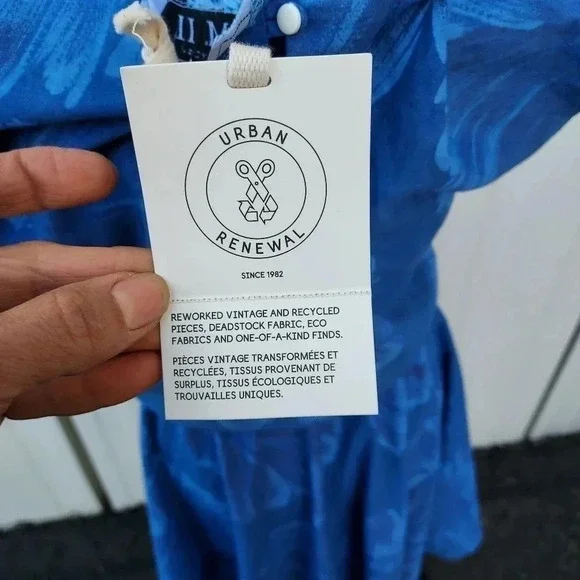 URBAN
RENEWAL
SINCE 1982
REWORKED VINTAGE AND RECYCLED
PIECES, DEADSTOCK FABRIC, ECO
FABRICS AND ONE-OF-A-KIND FINDS.
PIÈCES VINTAGE TRANSFORMÉES ET
RECYCLÉES, TISSUS PROVENANT DE
SURPLUS, TISSUS ÉCOLOGIQUES ET
TROUVAILLES UNIQUES.